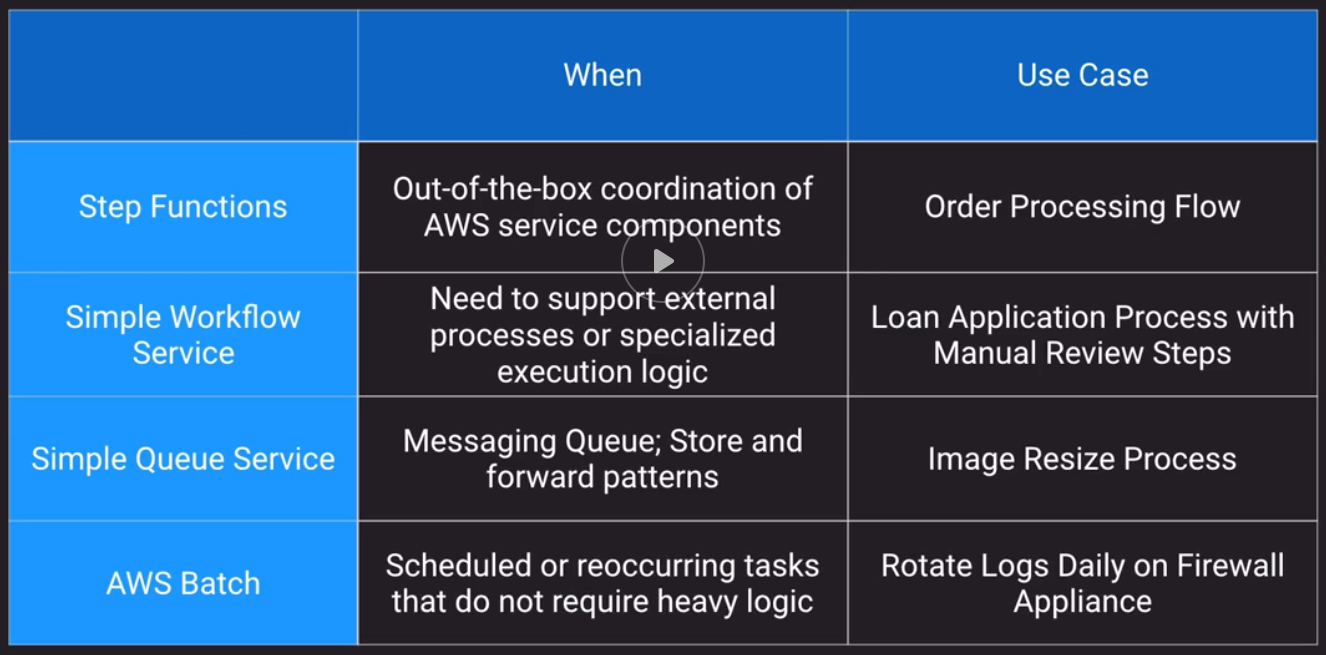 When
Use Case
Step Functions
Out-of-the-box coordination of
AWS service components
Order Processing Flow
Simple Workflow
Service
Need to support external
processes or specialized
execution logic
Loan Application Process with
Manual Review Steps
Simple Queue Service
Messaging Queue; Store and
forward patterns
Image Resize Process
AWS Batch
Scheduled or reoccurring tasks
that do not require heavy logic
Rotate Logs Daily on Firewall
Appliance